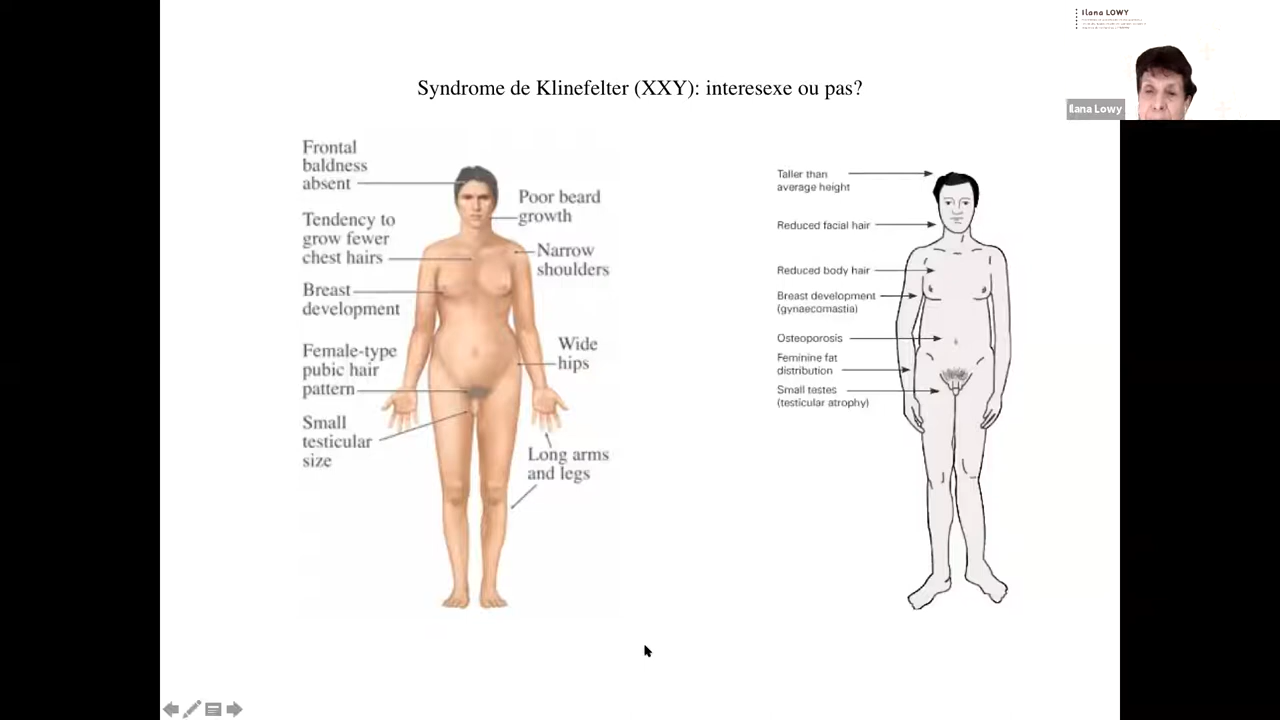 Ilana LOWY
Syndrome de Klinefelter (XXY): interesexe ou pas?
Ilana Lowy
Frontal
baldness
absent
Poor beard
growth
Tendency to
grow fewer
chest hairs
Narrow
shoulders
Breast
development
Female-type
pubic hair
pattern
Wide
hips
Small
testicular
size
Long arms
and legs
Taller than
average height
Reduced facial hair
Reduced body hair
Breast development
(gynaecomastia)
Osteoporosis
Feminine fat
distribution
Small testes
(testicular atrophy)